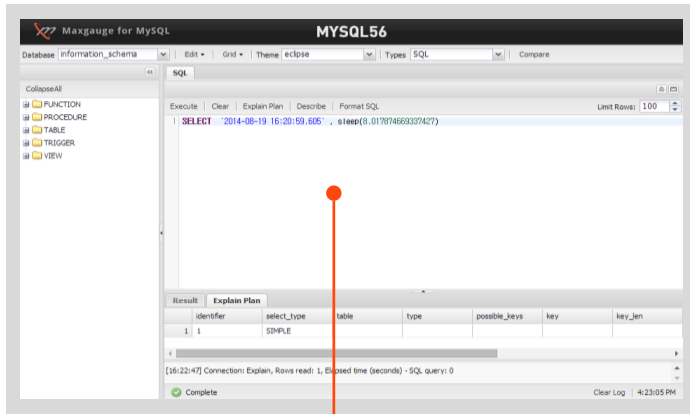 Maxgauge for MySQL MYSQL56
Database information_schema Edit Grid Theme eclipse Types SQL Compare
SQL
CollapseAll
FUNCTION
PROCEDURE
TABLE
TRIGGER
VIEW
Execute Clear Explain Plan Describe Format SQL Limit Rows: 100
1 SELECT '2014-08-19 16:20:59.605' , sleep(8.017874669337427)
Result Explain Plan
identifier select_type table type possible_keys key key_len
1 1 SIMPLE
[16:22:47] Connection: Explain, Rows read: 1, Elapsed time (seconds) - SQL query: 0
Complete Clear Log 4:23:05 PM